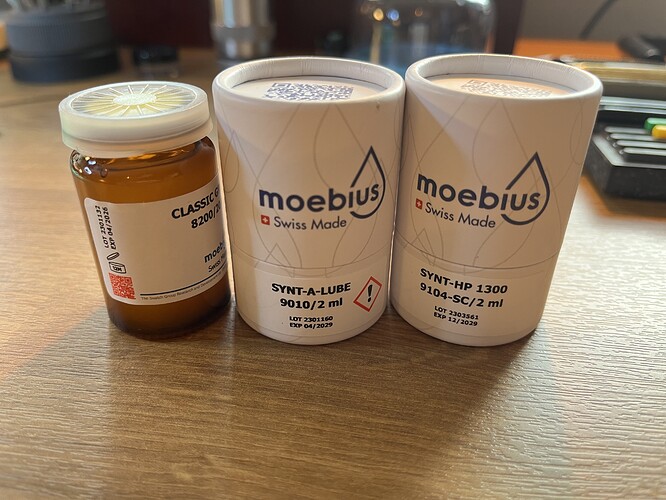 CLASSIC
8200/
LOT 2301131
EXP 04/2026
moebius
Swiss Made
SYNT-A-LUBE
9010/2 ml
LOT 2301160
EXP 04/2029
moebius
Swiss Made
SYNT-HP 1300
9104-SC/2 ml
LOT 2303561
EXP 12/2029